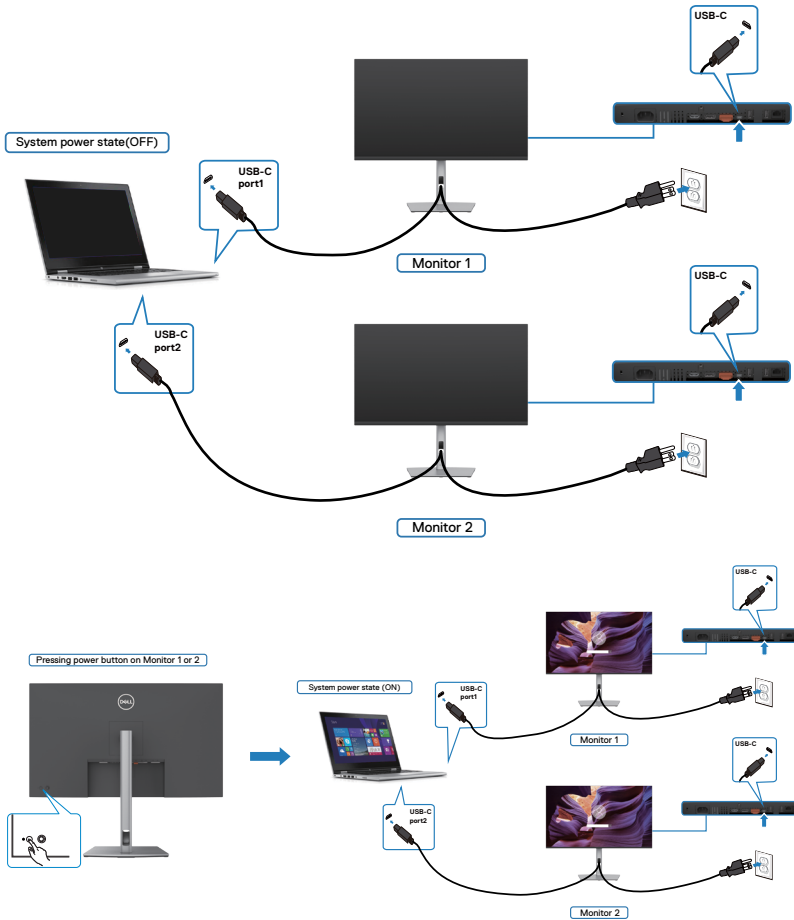 USB-C
System power state(OFF)
USB-C
port1
Monitor 1
USB-C
USB-C
port2
Monitor 2
USB-C
Pressing power button on Monitor 1 or 2
System power state (ON)
USB-C
port1
DELL
Monitor 1
USB-C
USB-C
port2
Monitor 2